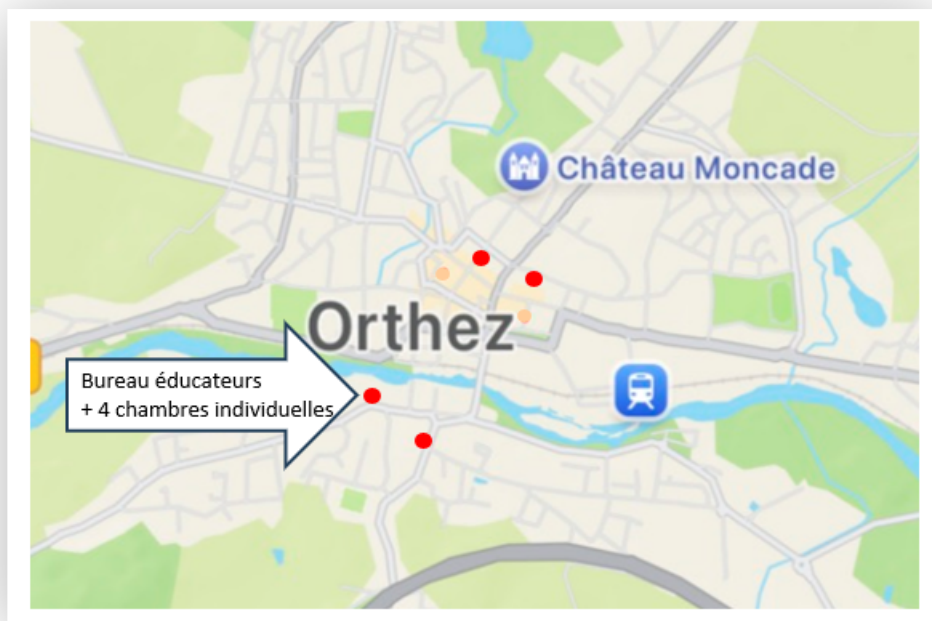 Château Moncade
Orthez
Bureau éducateurs
+ 4 chambres individuelles